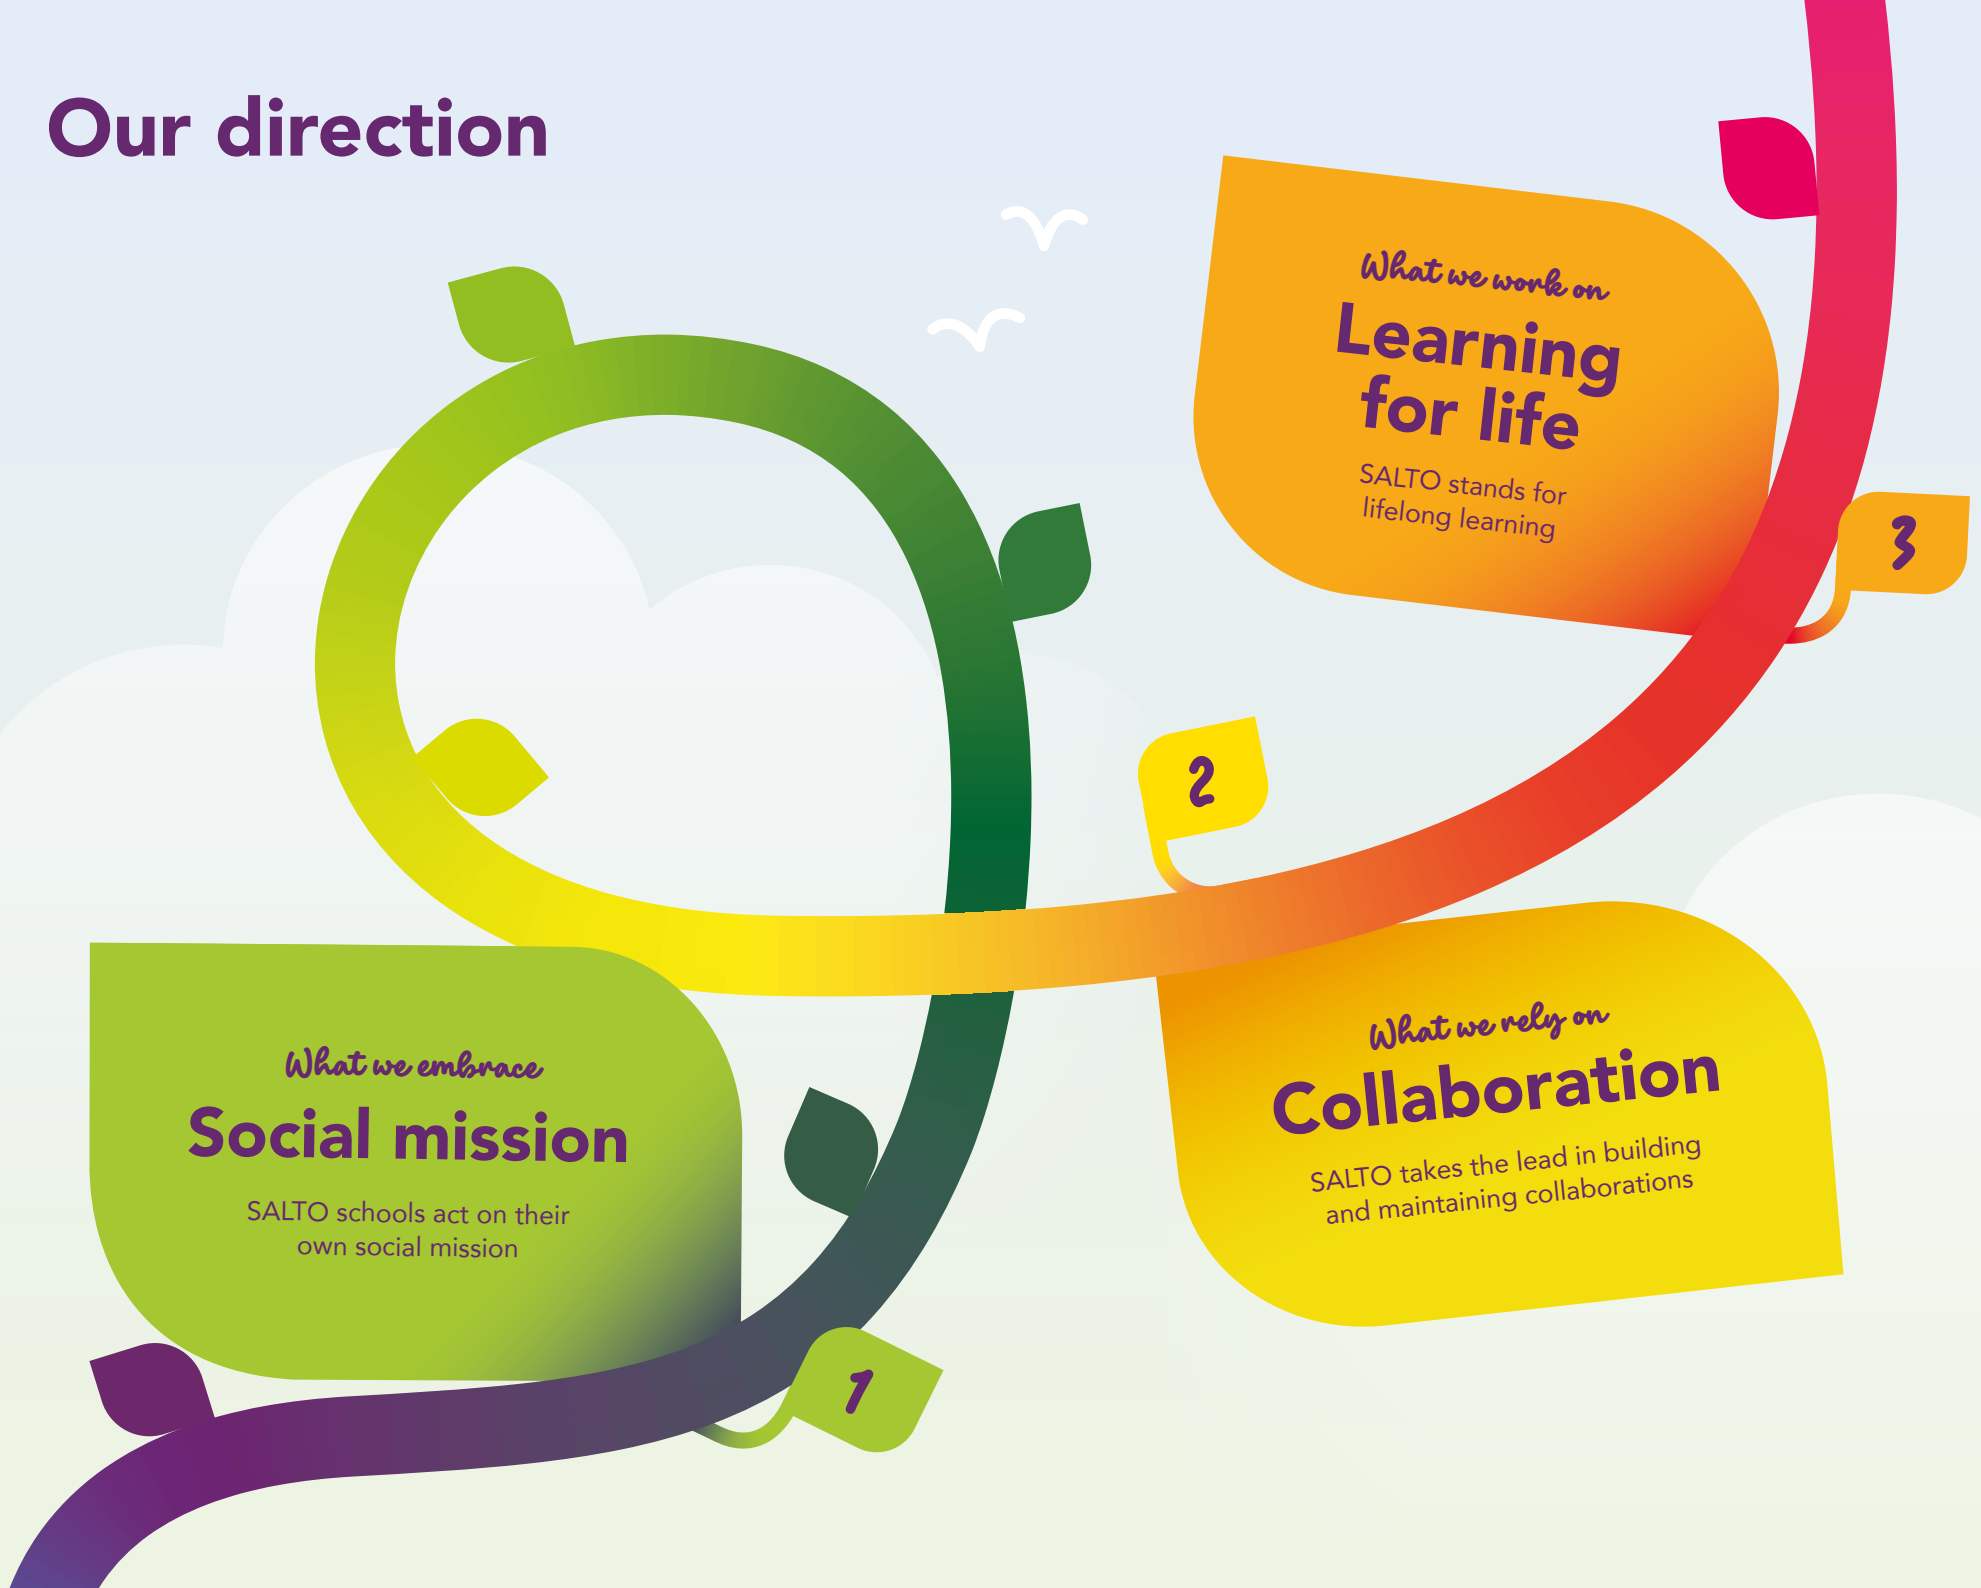 Our direction
What we embrace
Social mission
SALTO schools act on their
own social mission
1
What we rely on
Collaboration
SALTO takes the lead in building
and maintaining collaborations
2
What we work on
Learning
for life
SALTO stands for
lifelong learning
3